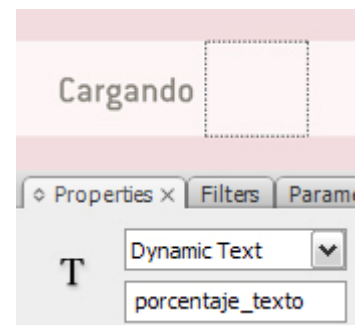 Cargando
Properties × Filters Param
T Dynamic Text
porcentaje_texto